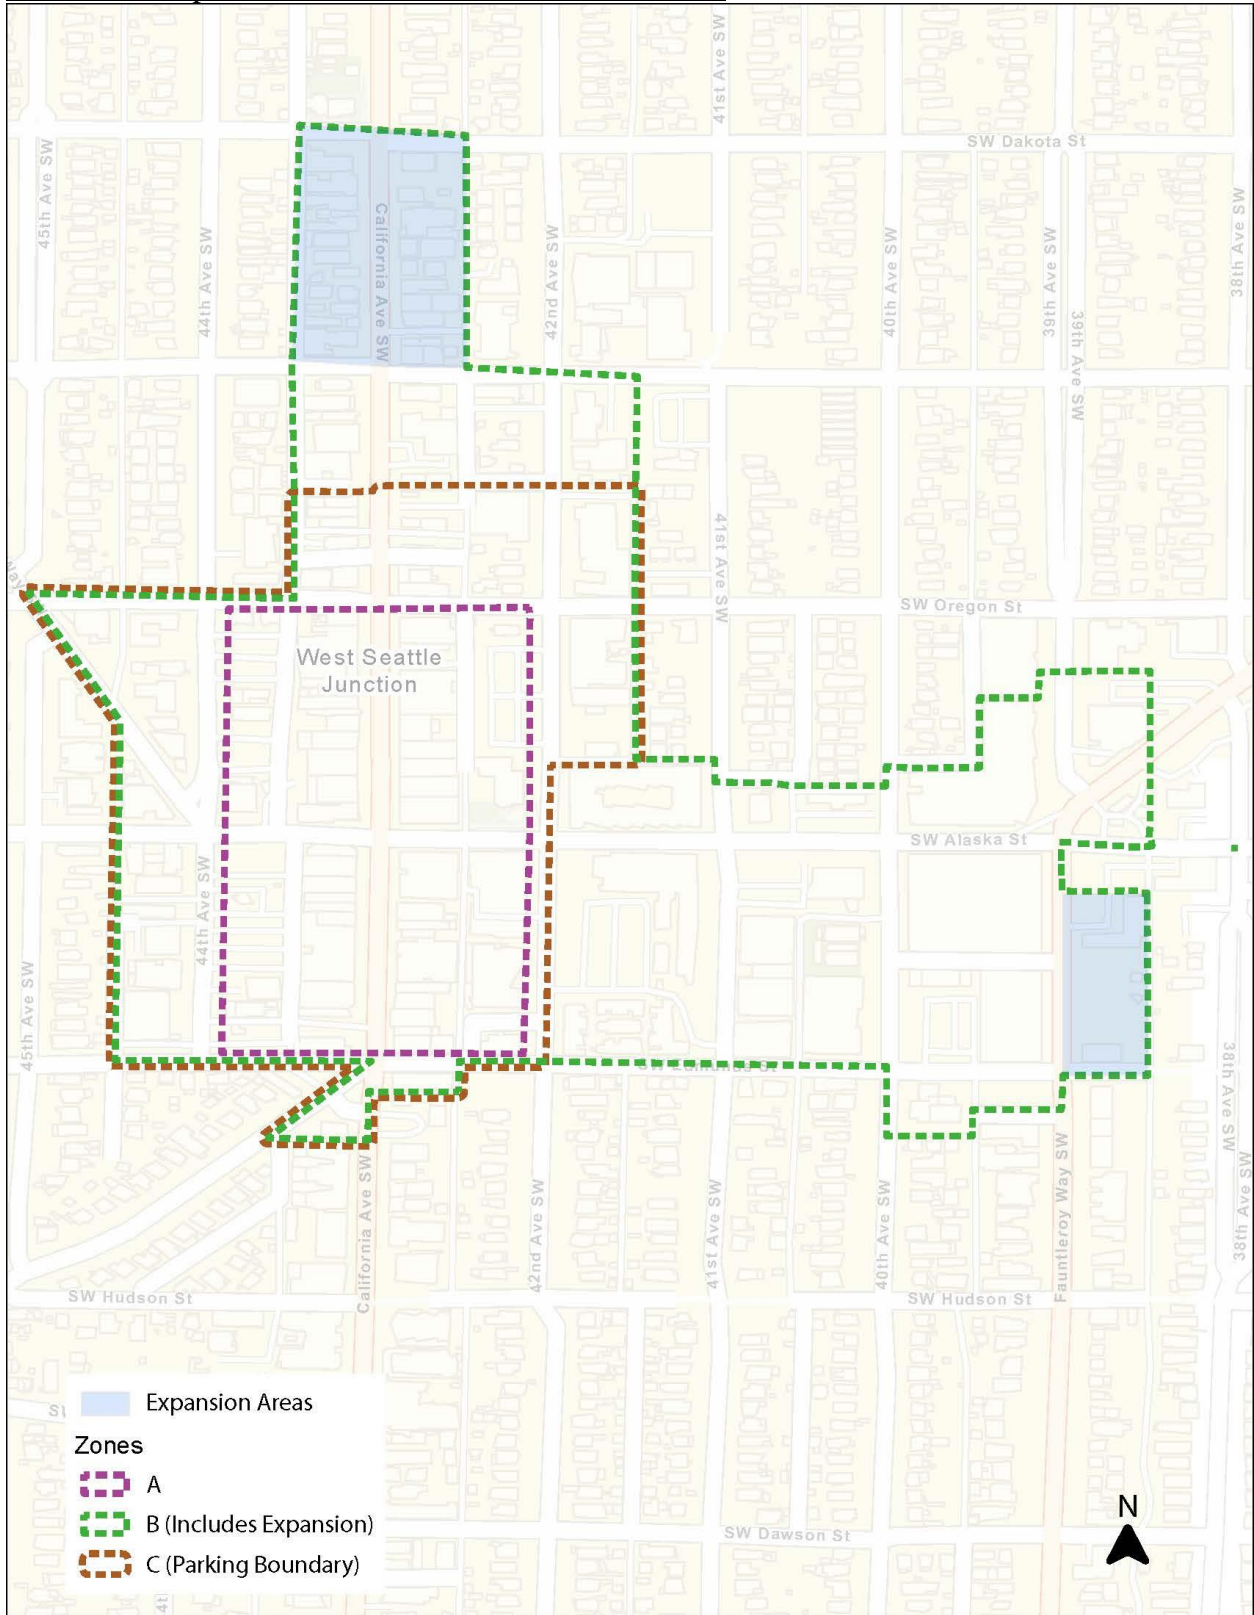 41st Ave SW
SW Dakota St
45th Ave SW
38th Ave SW
California Ave SW
44th Ave SW
42nd Ave SW
40th Ave SW
39th Ave SW
39th Ave SW
41st Ave SW
way
SW Oregon St
West Seattle
Junction
SW Alaska St
44th Ave SW
45th Ave SW
SW Edmunds St
38th Ave SW
Fauntleroy Way SW
California Ave SW
42nd Ave SW
41st Ave SW
40th Ave SW
38th Ave SW
SW Hudson St
SW Hudson St
Expansion Areas
Zones
A
B (Includes Expansion)
C (Parking Boundary)
SW Dawson St
N